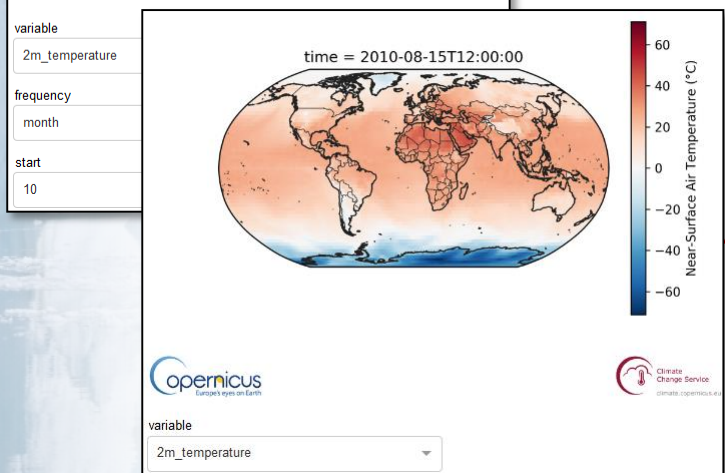 variable
2m_temperature
frequency
month
start
10
time = 2010-08-15T12:00:00
60
40
20
0
−20
−40
−60
Near-Surface Air Temperature (°C)
opernicus
Europe's eyes on Earth
Climate
Change Service
climate.copernicus.eu
variable
2m_temperature